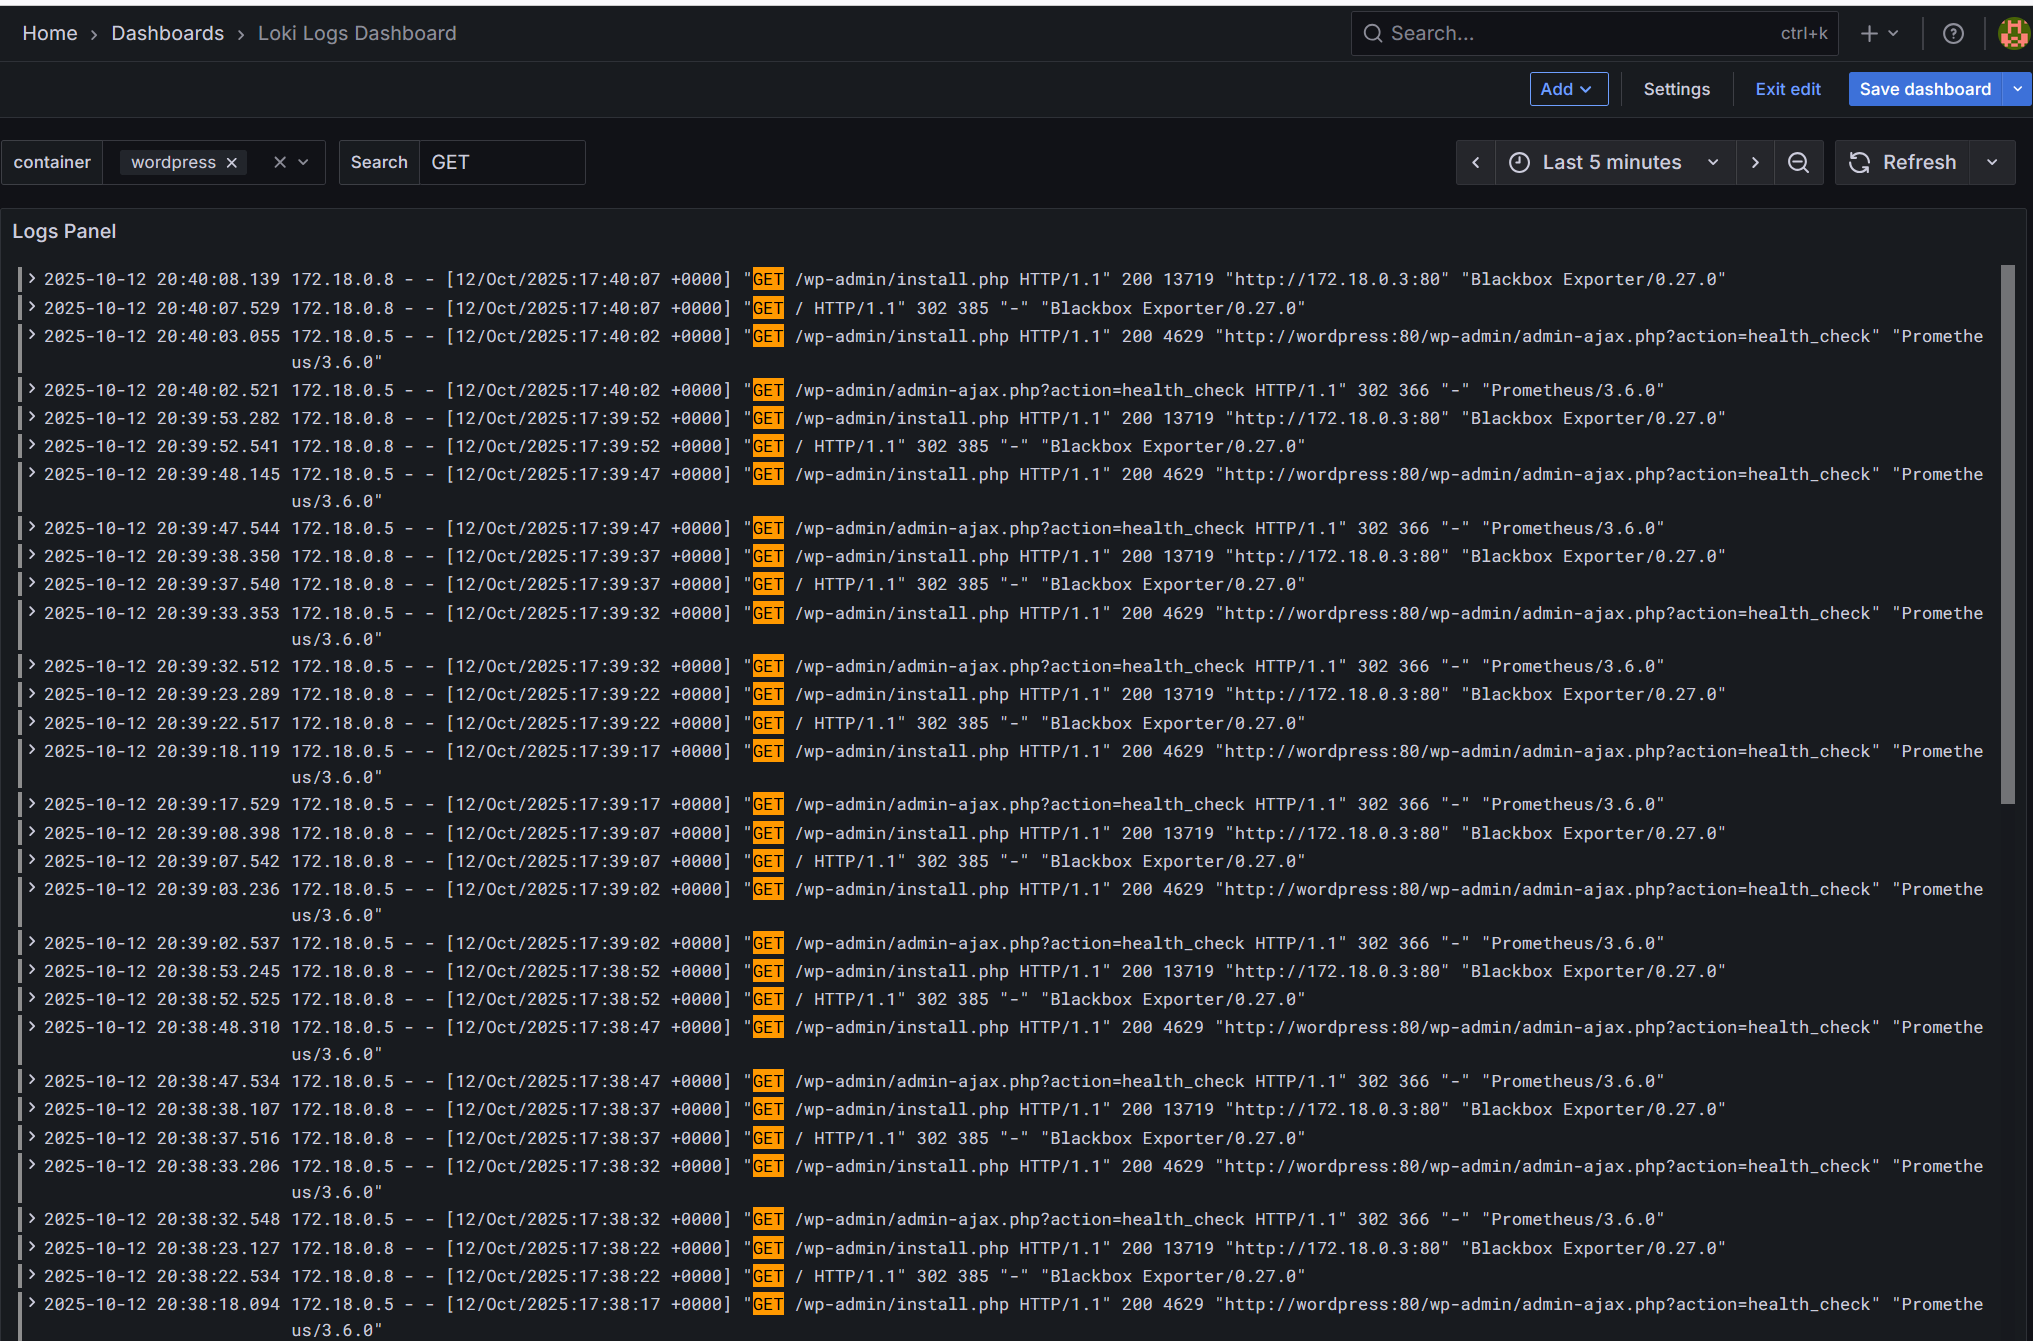 Home › Dashboards › Loki Logs Dashboard Search... ctrl+k
Add Settings Exit edit Save dashboard
container wordpress Search GET Last 5 minutes Refresh
Logs Panel
2025-10-12 20:40:08.139 172.18.0.8 - - [12/Oct/2025:17:40:07 +0000] "GET /wp-admin/install.php HTTP/1.1" 200 13719 "http://172.18.0.3:80" "Blackbox Exporter/0.27.0"
2025-10-12 20:40:07.529 172.18.0.8 - - [12/Oct/2025:17:40:07 +0000] "GET / HTTP/1.1" 302 385 "-" "Blackbox Exporter/0.27.0"
2025-10-12 20:40:03.055 172.18.0.5 - - [12/Oct/2025:17:40:02 +0000] "GET /wp-admin/install.php HTTP/1.1" 200 4629 "http://wordpress:80/wp-admin/admin-ajax.php?action=health_check" "Promethe
us/3.6.0"
2025-10-12 20:40:02.521 172.18.0.5 - - [12/Oct/2025:17:40:02 +0000] "GET /wp-admin/admin-ajax.php?action=health_check HTTP/1.1" 302 366 "-" "Prometheus/3.6.0"
2025-10-12 20:39:53.282 172.18.0.8 - - [12/Oct/2025:17:39:52 +0000] "GET /wp-admin/install.php HTTP/1.1" 200 13719 "http://172.18.0.3:80" "Blackbox Exporter/0.27.0"
2025-10-12 20:39:52.541 172.18.0.8 - - [12/Oct/2025:17:39:52 +0000] "GET / HTTP/1.1" 302 385 "-" "Blackbox Exporter/0.27.0"
2025-10-12 20:39:48.145 172.18.0.5 - - [12/Oct/2025:17:39:47 +0000] "GET /wp-admin/install.php HTTP/1.1" 200 4629 "http://wordpress:80/wp-admin/admin-ajax.php?action=health_check" "Promethe
us/3.6.0"
2025-10-12 20:39:47.544 172.18.0.5 - - [12/Oct/2025:17:39:47 +0000] "GET /wp-admin/admin-ajax.php?action=health_check HTTP/1.1" 302 366 "-" "Prometheus/3.6.0"
2025-10-12 20:39:38.350 172.18.0.8 - - [12/Oct/2025:17:39:37 +0000] "GET /wp-admin/install.php HTTP/1.1" 200 13719 "http://172.18.0.3:80" "Blackbox Exporter/0.27.0"
2025-10-12 20:39:37.540 172.18.0.8 - - [12/Oct/2025:17:39:37 +0000] "GET / HTTP/1.1" 302 385 "-" "Blackbox Exporter/0.27.0"
2025-10-12 20:39:33.353 172.18.0.5 - - [12/Oct/2025:17:39:32 +0000] "GET /wp-admin/install.php HTTP/1.1" 200 4629 "http://wordpress:80/wp-admin/admin-ajax.php?action=health_check" "Promethe
us/3.6.0"
2025-10-12 20:39:32.512 172.18.0.5 - - [12/Oct/2025:17:39:32 +0000] "GET /wp-admin/admin-ajax.php?action=health_check HTTP/1.1" 302 366 "-" "Prometheus/3.6.0"
2025-10-12 20:39:23.289 172.18.0.8 - - [12/Oct/2025:17:39:22 +0000] "GET /wp-admin/install.php HTTP/1.1" 200 13719 "http://172.18.0.3:80" "Blackbox Exporter/0.27.0"
2025-10-12 20:39:22.517 172.18.0.8 - - [12/Oct/2025:17:39:22 +0000] "GET / HTTP/1.1" 302 385 "-" "Blackbox Exporter/0.27.0"
2025-10-12 20:39:18.119 172.18.0.5 - - [12/Oct/2025:17:39:17 +0000] "GET /wp-admin/install.php HTTP/1.1" 200 4629 "http://wordpress:80/wp-admin/admin-ajax.php?action=health_check" "Promethe
us/3.6.0"
2025-10-12 20:39:17.529 172.18.0.5 - - [12/Oct/2025:17:39:17 +0000] "GET /wp-admin/admin-ajax.php?action=health_check HTTP/1.1" 302 366 "-" "Prometheus/3.6.0"
2025-10-12 20:39:08.398 172.18.0.8 - - [12/Oct/2025:17:39:07 +0000] "GET /wp-admin/install.php HTTP/1.1" 200 13719 "http://172.18.0.3:80" "Blackbox Exporter/0.27.0"
2025-10-12 20:39:07.542 172.18.0.8 - - [12/Oct/2025:17:39:07 +0000] "GET / HTTP/1.1" 302 385 "-" "Blackbox Exporter/0.27.0"
2025-10-12 20:39:03.236 172.18.0.5 - - [12/Oct/2025:17:39:02 +0000] "GET /wp-admin/install.php HTTP/1.1" 200 4629 "http://wordpress:80/wp-admin/admin-ajax.php?action=health_check" "Promethe
us/3.6.0"
2025-10-12 20:39:02.537 172.18.0.5 - - [12/Oct/2025:17:39:02 +0000] "GET /wp-admin/admin-ajax.php?action=health_check HTTP/1.1" 302 366 "-" "Prometheus/3.6.0"
2025-10-12 20:38:53.245 172.18.0.8 - - [12/Oct/2025:17:38:52 +0000] "GET /wp-admin/install.php HTTP/1.1" 200 13719 "http://172.18.0.3:80" "Blackbox Exporter/0.27.0"
2025-10-12 20:38:52.525 172.18.0.8 - - [12/Oct/2025:17:38:52 +0000] "GET / HTTP/1.1" 302 385 "-" "Blackbox Exporter/0.27.0"
2025-10-12 20:38:48.310 172.18.0.5 - - [12/Oct/2025:17:38:47 +0000] "GET /wp-admin/install.php HTTP/1.1" 200 4629 "http://wordpress:80/wp-admin/admin-ajax.php?action=health_check" "Promethe
us/3.6.0"
2025-10-12 20:38:47.534 172.18.0.5 - - [12/Oct/2025:17:38:47 +0000] "GET /wp-admin/admin-ajax.php?action=health_check HTTP/1.1" 302 366 "-" "Prometheus/3.6.0"
2025-10-12 20:38:38.107 172.18.0.8 - - [12/Oct/2025:17:38:37 +0000] "GET /wp-admin/install.php HTTP/1.1" 200 13719 "http://172.18.0.3:80" "Blackbox Exporter/0.27.0"
2025-10-12 20:38:37.516 172.18.0.8 - - [12/Oct/2025:17:38:37 +0000] "GET / HTTP/1.1" 302 385 "-" "Blackbox Exporter/0.27.0"
2025-10-12 20:38:33.206 172.18.0.5 - - [12/Oct/2025:17:38:32 +0000] "GET /wp-admin/install.php HTTP/1.1" 200 4629 "http://wordpress:80/wp-admin/admin-ajax.php?action=health_check" "Promethe
us/3.6.0"
2025-10-12 20:38:32.548 172.18.0.5 - - [12/Oct/2025:17:38:32 +0000] "GET /wp-admin/admin-ajax.php?action=health_check HTTP/1.1" 302 366 "-" "Prometheus/3.6.0"
2025-10-12 20:38:23.127 172.18.0.8 - - [12/Oct/2025:17:38:22 +0000] "GET /wp-admin/install.php HTTP/1.1" 200 13719 "http://172.18.0.3:80" "Blackbox Exporter/0.27.0"
2025-10-12 20:38:22.534 172.18.0.8 - - [12/Oct/2025:17:38:22 +0000] "GET / HTTP/1.1" 302 385 "-" "Blackbox Exporter/0.27.0"
2025-10-12 20:38:18.094 172.18.0.5 - - [12/Oct/2025:17:38:17 +0000] "GET /wp-admin/install.php HTTP/1.1" 200 4629 "http://wordpress:80/wp-admin/admin-ajax.php?action=health_check" "Promethe
us/3.6.0"